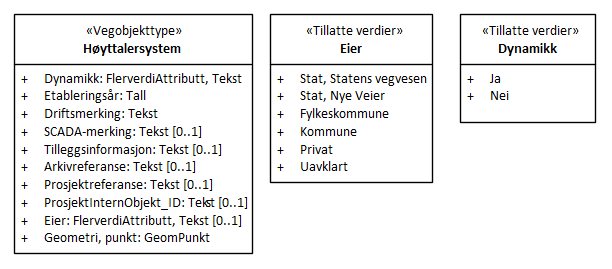 «Vegobjekttype»
Høyttalersystem
+ Dynamikk: FlerverdiAttributt, Tekst
+ Etableringsår: Tall
+ Driftsmerking: Tekst
+ SCADA-merking: Tekst [0..1]
+ Tilleggsinformasjon: Tekst [0..1]
+ Arkivreferanse: Tekst [0..1]
+ Prosjektreferanse: Tekst [0..1]
+ ProsjektInternObjekt_ID: Tekst [0..1]
+ Eier: FlerverdiAttributt, Tekst [0..1]
+ Geometri, punkt: GeomPunkt
«Tillatte verdier»
Eier
+ Stat, Statens vegvesen
+ Stat, Nye Veier
+ Fylkeskommune
+ Kommune
+ Privat
+ Uavklart
«Tillatte verdier»
Dynamikk
+ Ja
+ Nei